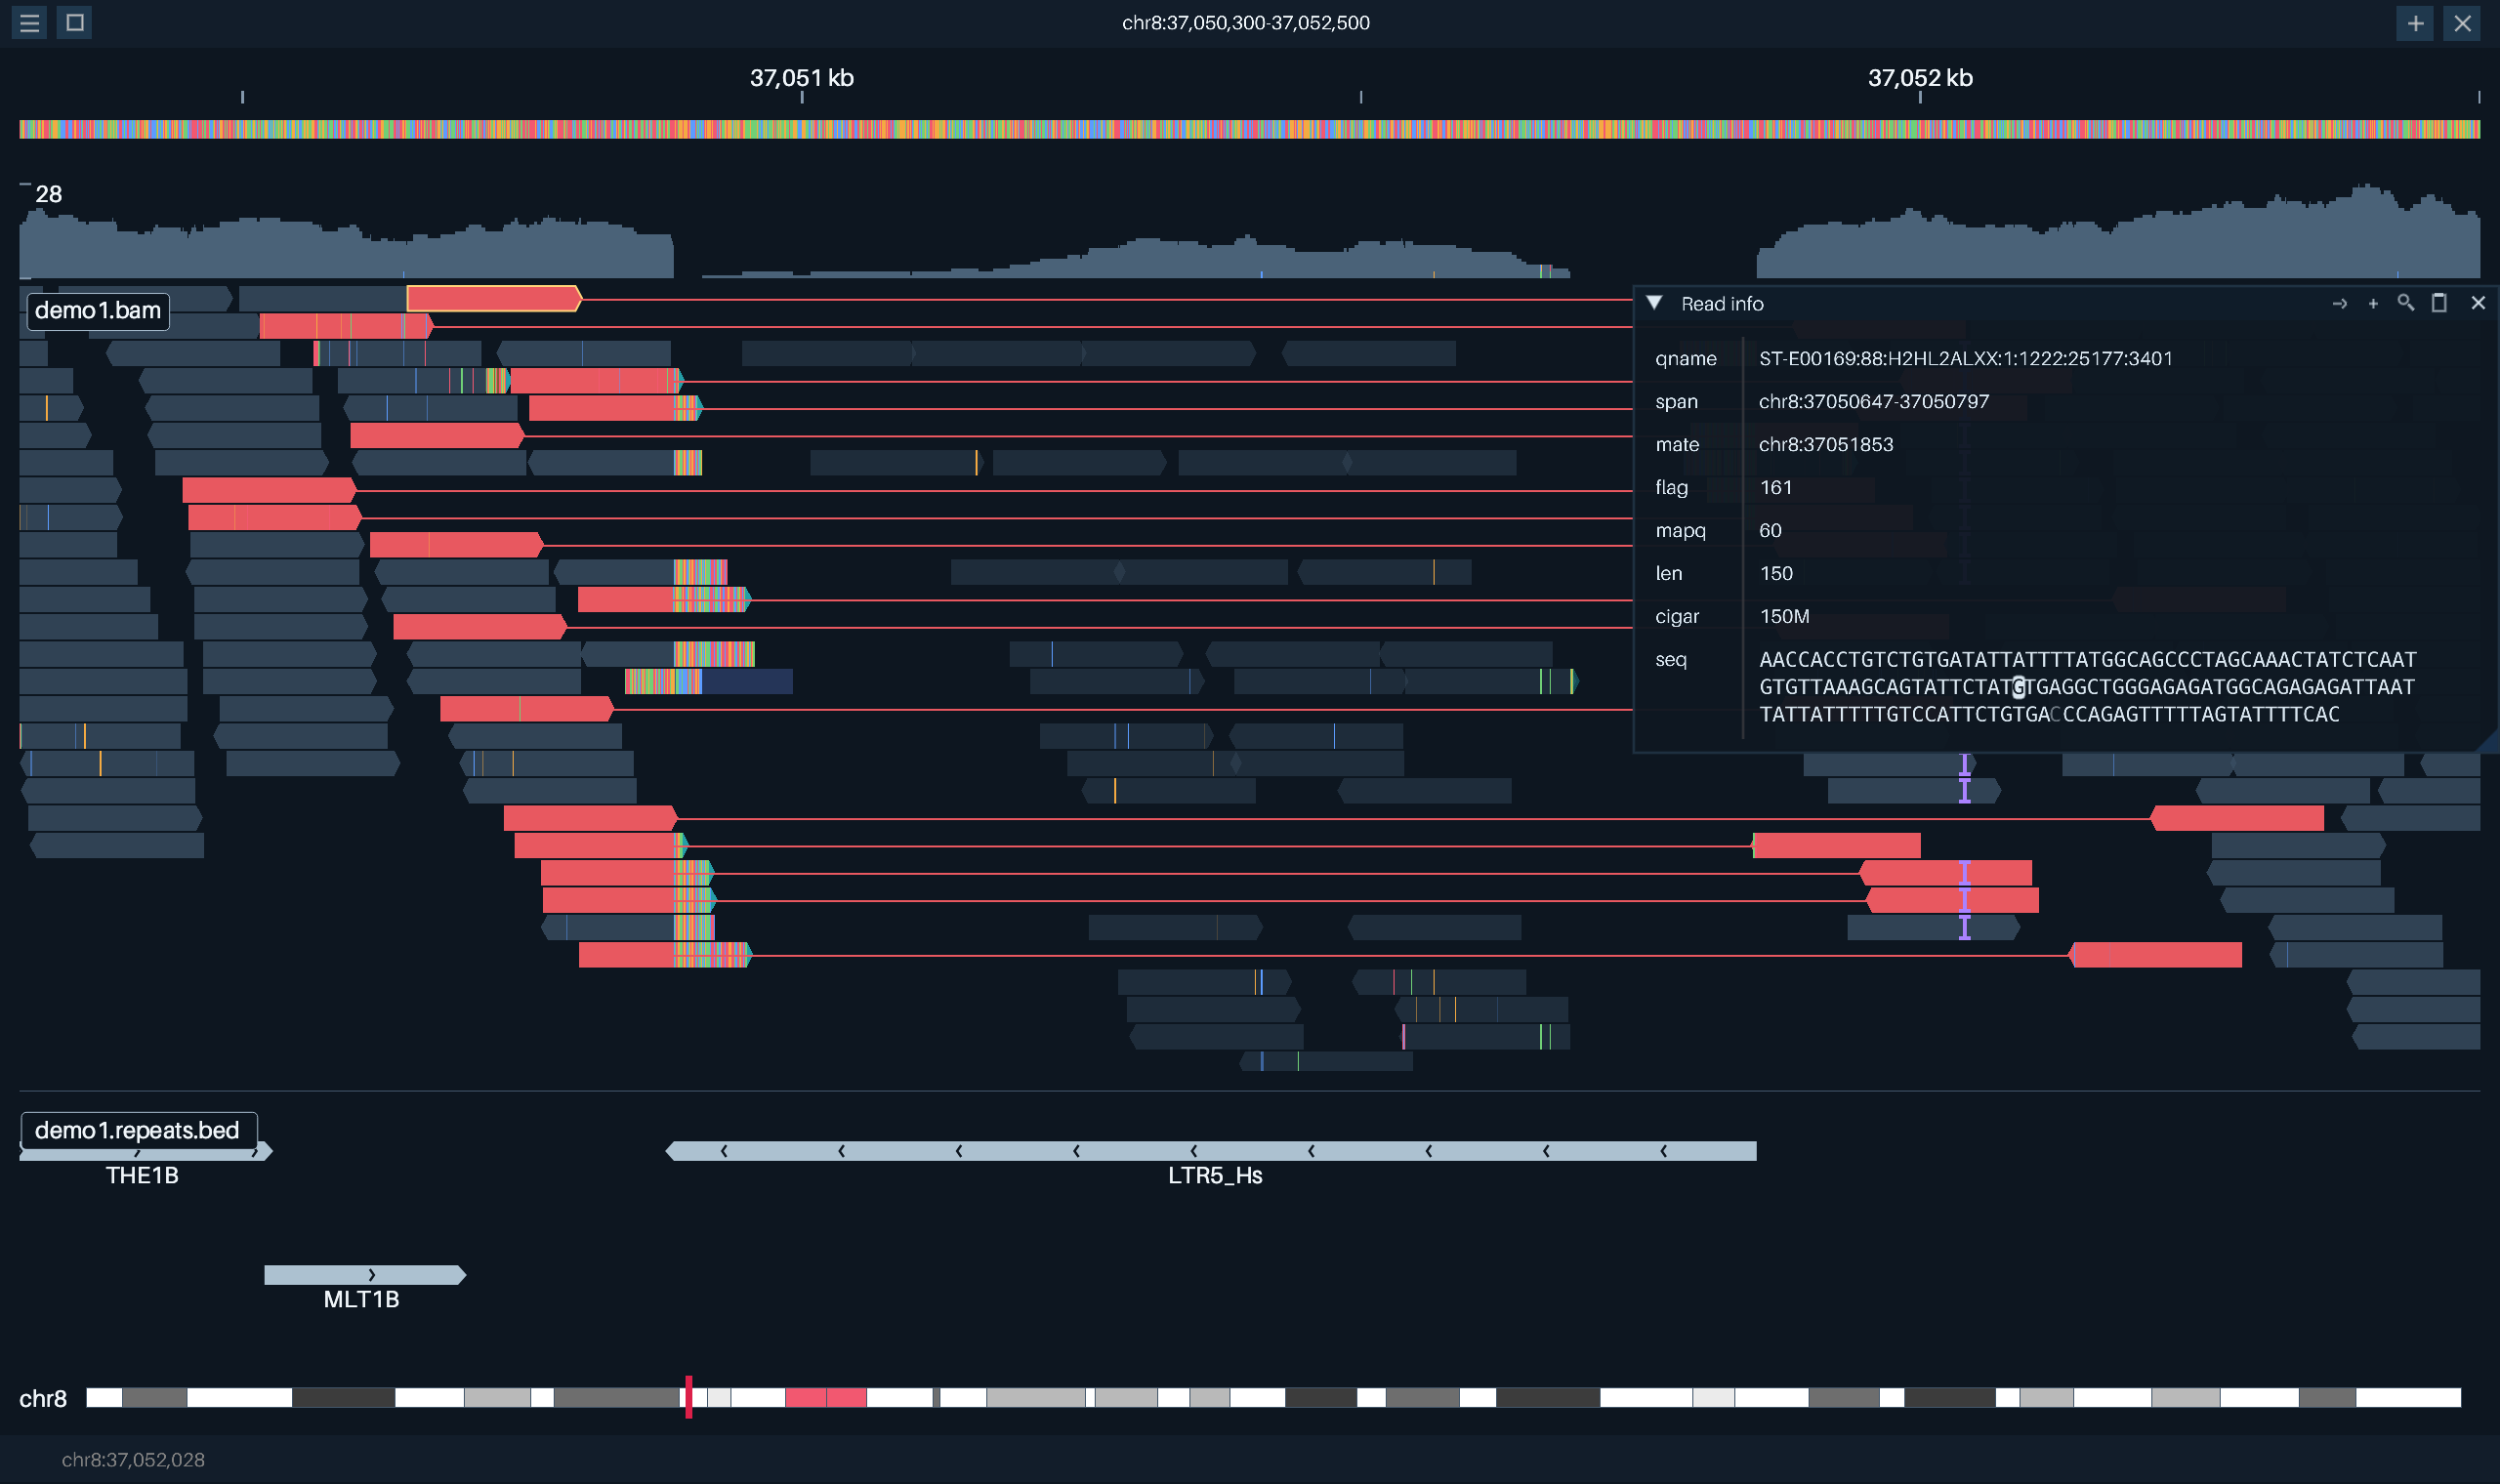 chr8:37,050,300-37,052,500
37,051 kb
37,052 kb
28
demo1.bam
Read info
qname ST-E00169:88:H2HL2ALXX:1:1222:25177:3401
span chr8:37050647-37050797
mate chr8:37051853
flag 161
mapq 60
len 150
cigar 150M
seq AACCACCTGTCTGTGATATTATTTTATGGCAGCCCTAGCAAACTATCTCAAT
GTGTTAAAGCAGTATTCTATGTGAGGCTGGGAGAGATGGCAGAGAGATTAAT
TATTATTTTTGTCCATTCTGTGACCCAGAGTTTTTAGTATTTTCAC
demo1.repeats.bed
THE1B
LTR5_Hs
MLT1B
chr8
chr8:37,052,028